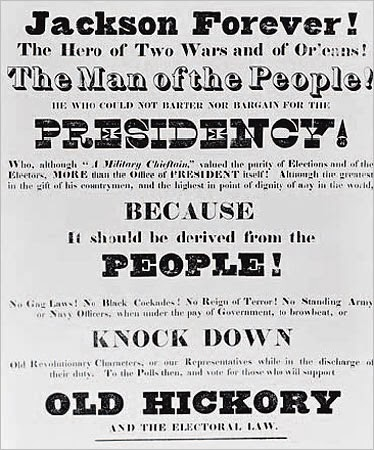 Jackson Forever!
The Hero of Two Wars and of Orleans!
The Man of the People!
HE WHO COULD NOT BARTER NOR BARGAIN FOR THE
PRESIDENCY!
Who, although "A Military Chieftain," valued the purity of Elections and of the
Electors, MORE than the Office of PRESIDENT itself! Although the greatest
in the gift of his countrymen, and the highest in point of dignity of any in the world,
BECAUSE
It should be derived from the
PEOPLE!
No Gag Laws! No Black Cockades! No Reign of Terror! No Standing Army
or Navy Officers, when under the pay of Government, to browbeat, or
KNOCK DOWN
Old Revolutionary Characters, or our Representatives while in the discharge of
their duty. To the Polls then, and vote for those who will support
OLD HICKORY
AND THE ELECTORAL LAW.